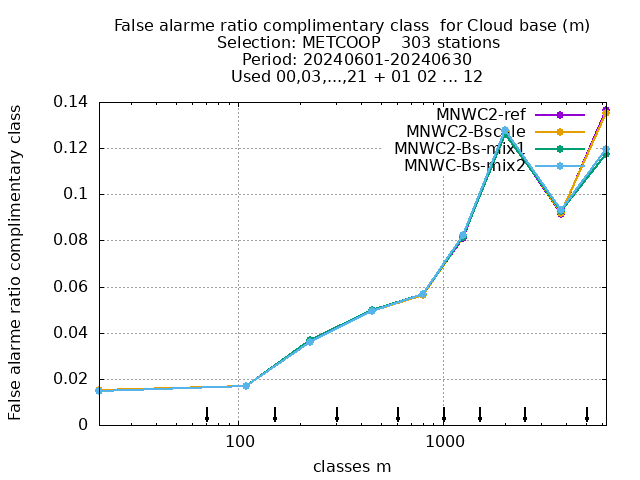 False alarme ratio complimentary class  for Cloud base (m)
Selection: METCOOP    303 stations
Period: 20240601-20240630
Used 00,03,...,21 + 01 02 ... 12
False alarme ratio complimentary class
0.14
0.12
0.1
0.08
0.06
0.04
0.02
0
MNWC2-ref
MNWC2-Bscale
MNWC2-Bs-mix1
MNWC-Bs-mix2
100
1000
classes m